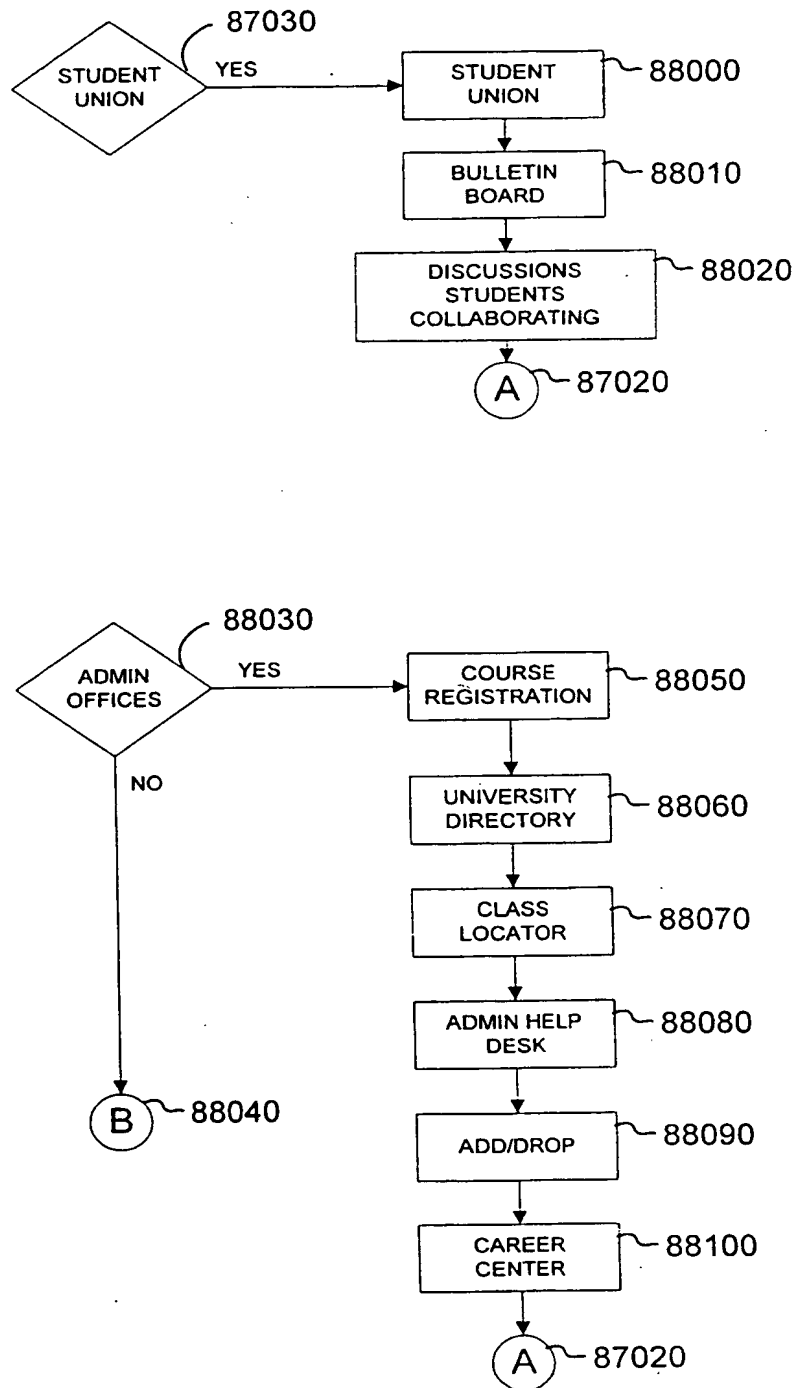 87030
STUDENT
UNION
YES
STUDENT
UNION
88000
BULLETIN
BOARD
88010
DISCUSSIONS
STUDENTS
COLLABORATING
88020
A
87020
88030
ADMIN
OFFICES
YES
NO
COURSE
REGISTRATION
88050
UNIVERSITY
DIRECTORY
88060
CLASS
LOCATOR
88070
ADMIN HELP
DESK
88080
B
88040
ADD/DROP
88090
CAREER
CENTER
88100
A
87020